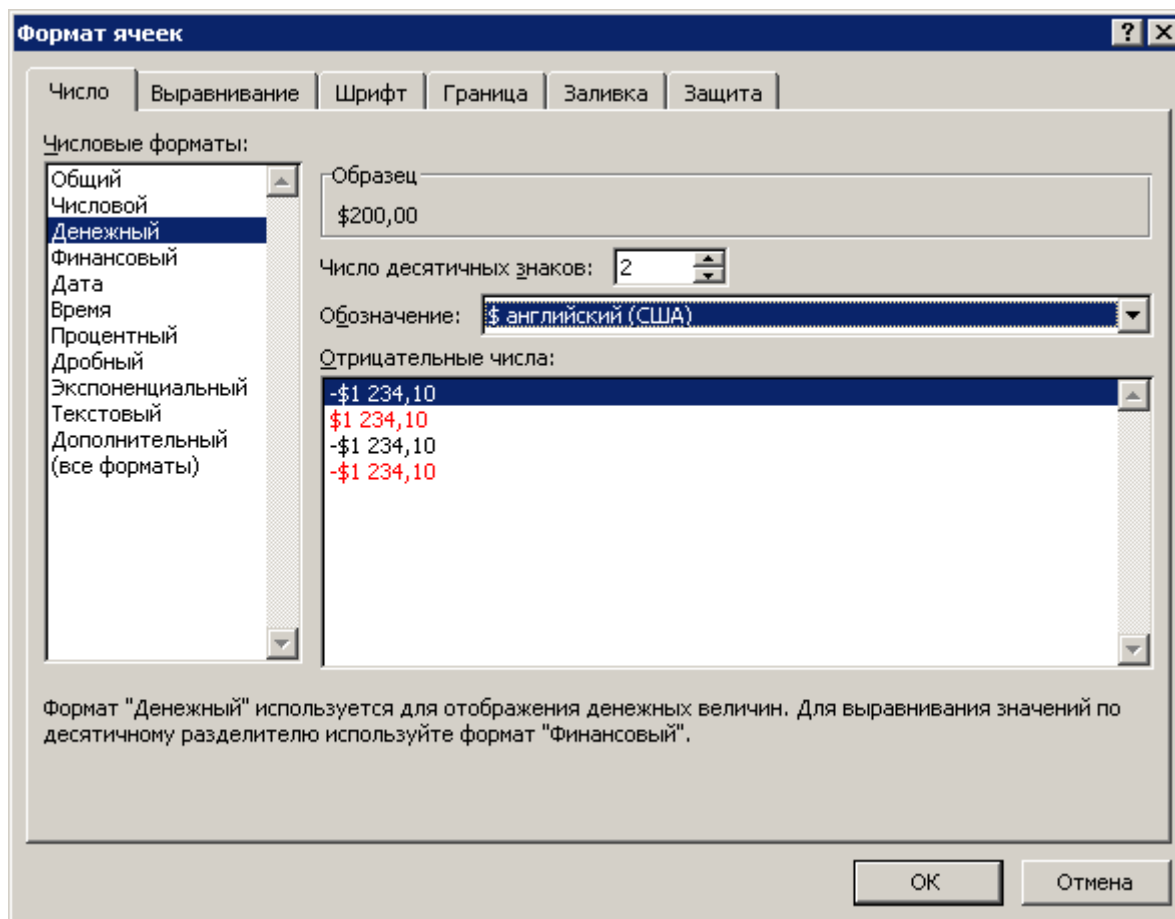 Формат ячеек
Число
Выравнивание
Шрифт
Граница
Заливка
Защита
Числовые форматы:
Общий
Числовой
Денежный
Финансовый
Дата
Время
Процентный
Дробный
Экспоненциальный
Текстовый
Дополнительный
(все форматы)
Образец
$200,00
Число десятичных знаков: 2
Обозначение: $ английский (США)
Отрицательные числа:
-$1 234,10
$1 234,10
-$1 234,10
-$1 234,10
Формат "Денежный" используется для отображения денежных величин. Для выравнивания значений по
десятичному разделителю используйте формат "Финансовый".
ОК
Отмена